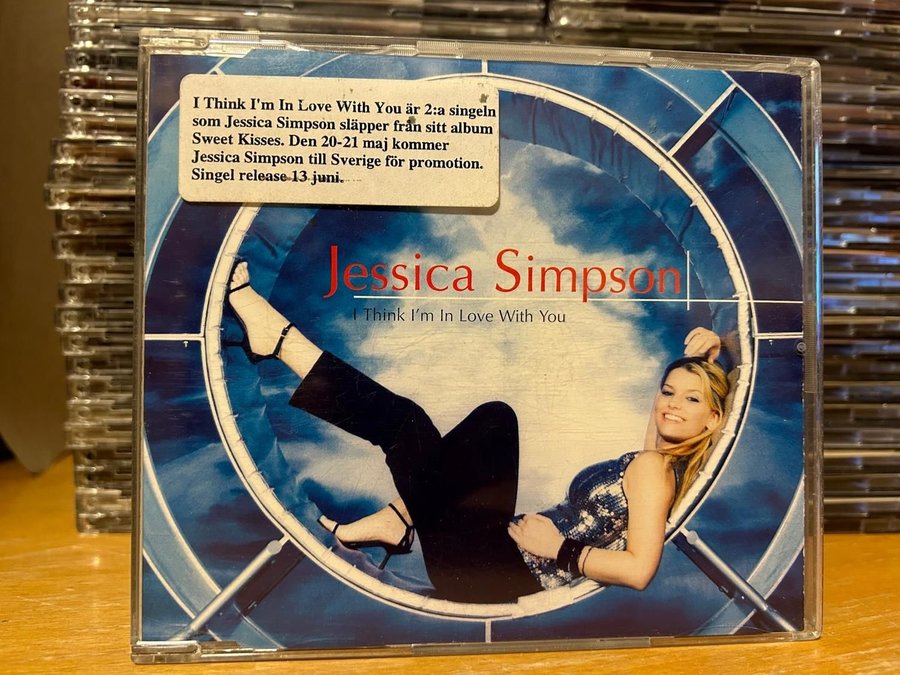 I Think I'm In Love With You är 2:a singeln
som Jessica Simpson släpper från sitt album
Sweet Kisses. Den 20-21 maj kommer
Jessica Simpson till Sverige för promotion.
Singel release 13 juni.
Jessica Simpson
I Think I'm In Love With You